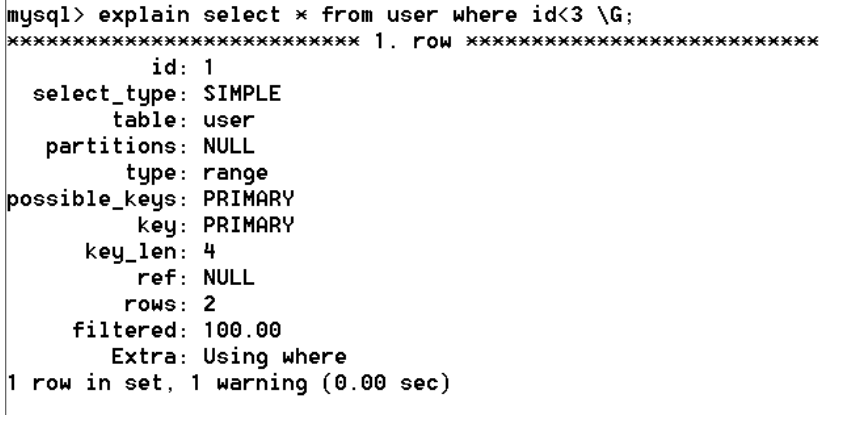 mysql> explain select * from user where id<3 \G;
*************************** 1. row ***************************
id: 1
select_type: SIMPLE
table: user
partitions: NULL
type: range
possible_keys: PRIMARY
key: PRIMARY
key_len: 4
ref: NULL
rows: 2
filtered: 100.00
Extra: Using where
1 row in set, 1 warning (0.00 sec)